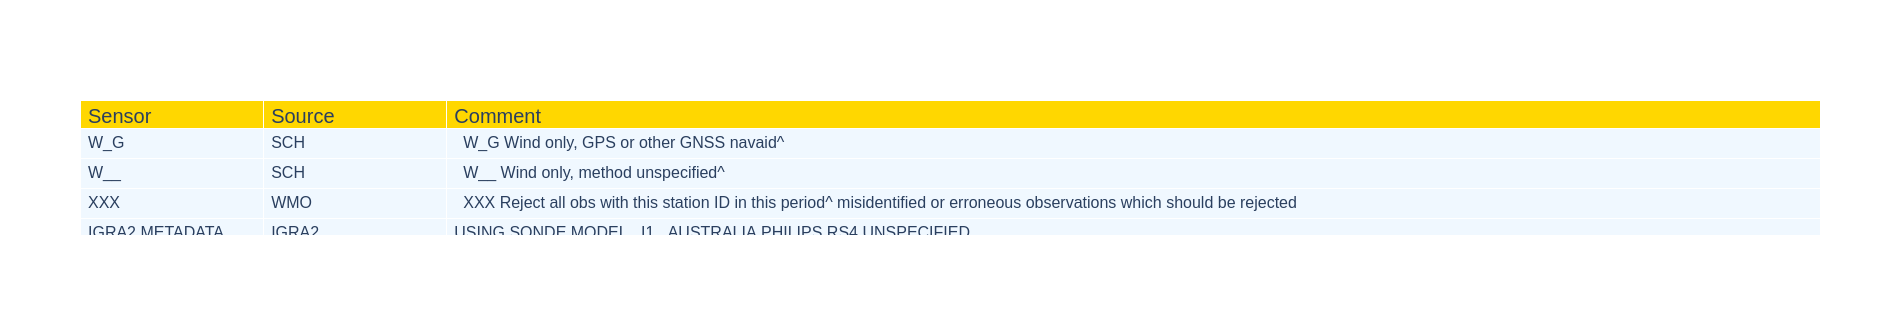 Sensor Source Comment
W_G SCH W_G Wind only, GPS or other GNSS navaid^
W__ SCH W__ Wind only, method unspecified^
XXX WMO XXX Reject all obs with this station ID in this period^ misidentified or erroneous observations which should be rejected
IGRA2 METADATA IGRA2 USING SONDE MODEL I1 AUSTRALIA PHILIPS RS4 UNSPECIFIED